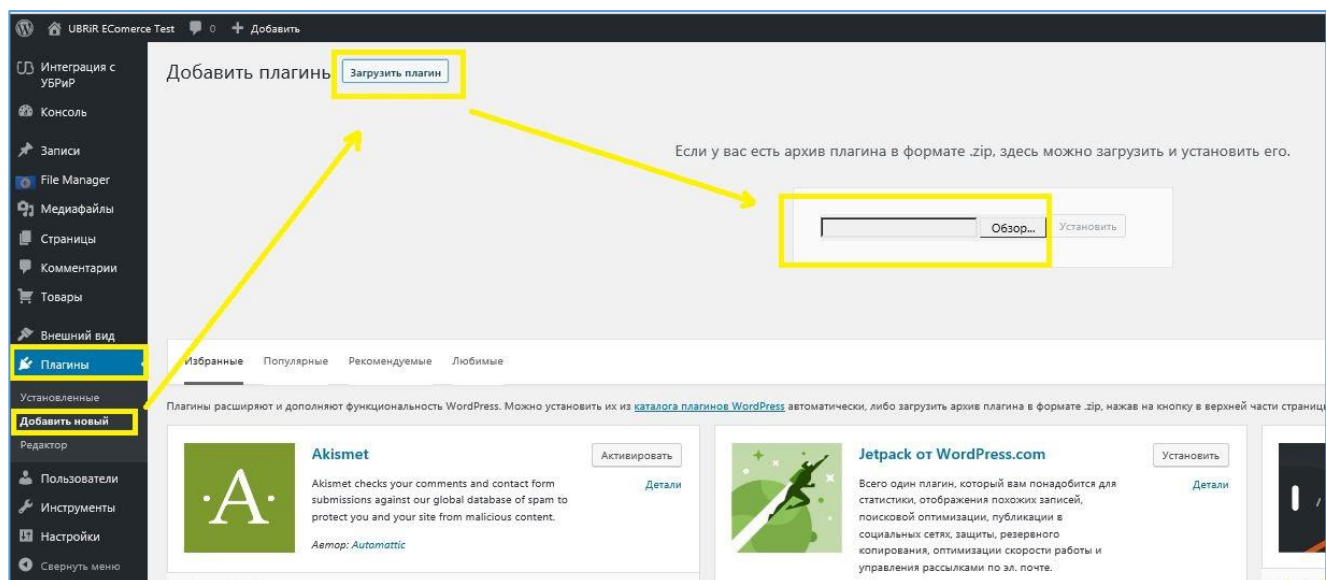 UBRiR EComerce Test 0 + Добавить
Интеграция с
УБРиР
Консоль
Записи
File Manager
Медиафайлы
Страницы
Комментарии
Товары
Внешний вид
Плагины
Установленные
Добавить новый
Редактор
Пользователи
Инструменты
Настройки
Свернуть меню
Добавить плагины Загрузить плагин
Если у вас есть архив плагина в формате .zip, здесь можно загрузить и установить его.
Обзор... Установить
Избранные Популярные Рекомендуемые Любимые
Плагины расширяют и дополняют функциональность WordPress. Можно установить их из каталога плагинов WordPress автоматически, либо загрузить архив плагина в формате .zip, нажав на кнопку в верхней части страниц
·A·
Akismet
Активировать
Детали
Akismet checks your comments and contact form
submissions against our global database of spam to
protect you and your site from malicious content.
Автор: Automattic
Jetpack от WordPress.com
Установить
Детали
Всего один плагин, который вам понадобится для
статистики, отображения похожих записей,
поисковой оптимизации, публикации в
социальных сетях, защиты, резервного
копирования, оптимизации скорости работы и
управления рассылками по эл. почте.